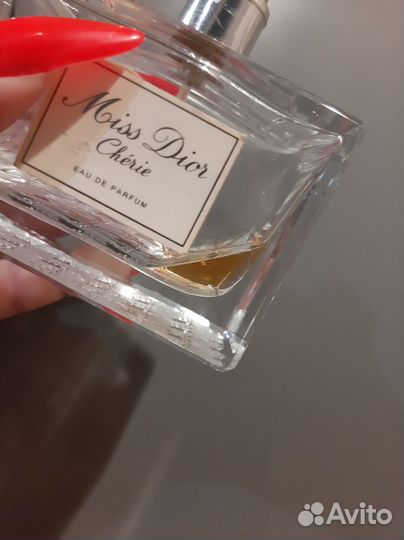 Miss Dior
Chérie
EAU DE PARFUM
Avito